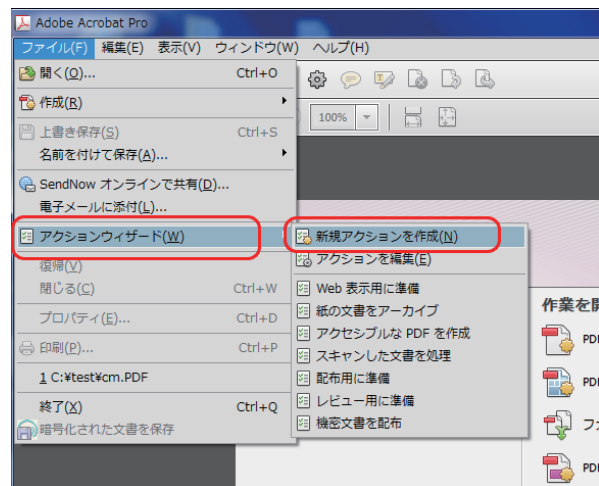 Adobe Acrobat Pro
ファイル(F) 編集(E) 表示(V) ウィンドウ(W) ヘルプ(H)
開く(O)... Ctrl+O
作成(R)
100%
上書き保存(S) Ctrl+S
名前を付けて保存(A)...
SendNow オンラインで共有(D)...
電子メールに添付(L)...
アクションウィザード(W)
新規アクションを作成(N)
アクションを編集(E)
復帰(V)
閉じる(C) Ctrl+W
Web 表示用に準備
紙の文書をアーカイブ
作業を開
プロパティ(E)... Ctrl+D
アクセシブルな PDF を作成
PDF
印刷(P)... Ctrl+P
スキャンした文書を処理
1 C:¥test¥cm.PDF
配布用に準備
PDF
レビュー用に準備
終了(X) Ctrl+Q
機密文書を配布
暗号化された文書を保存
PDF